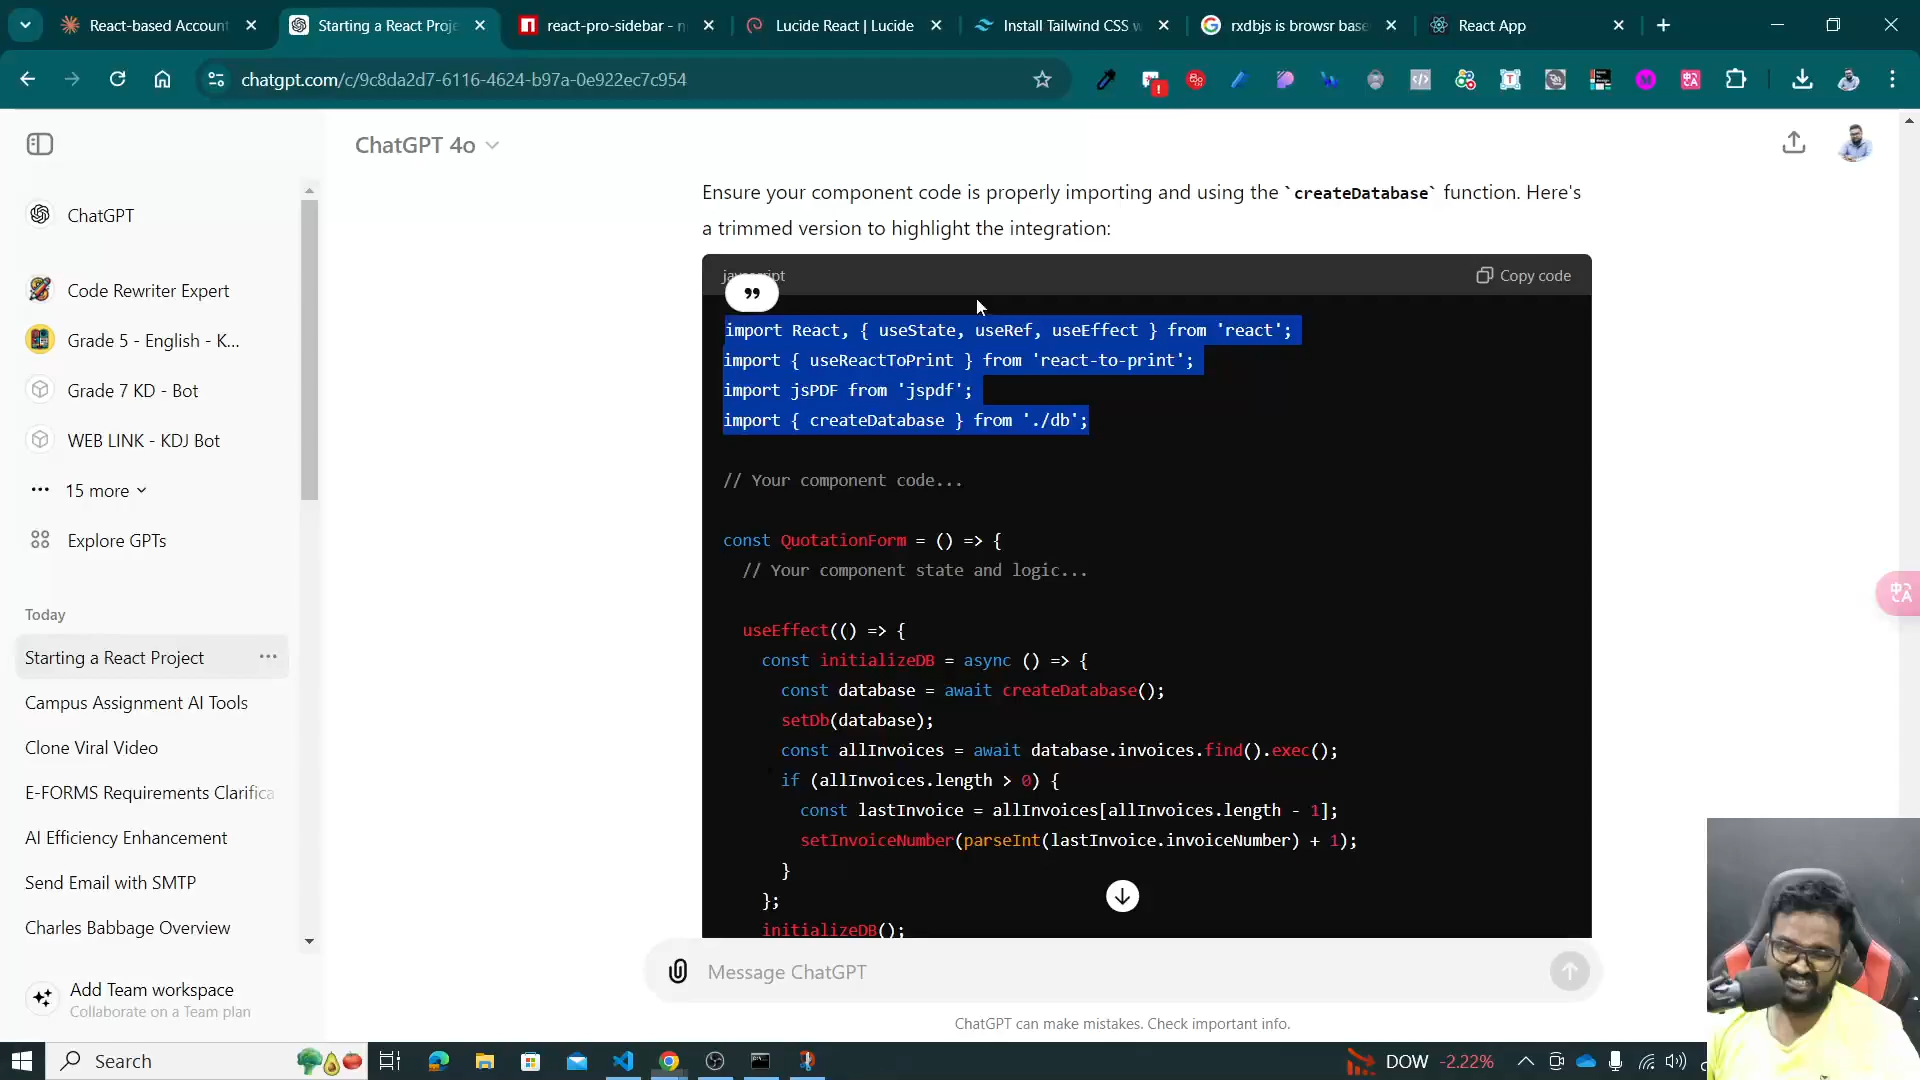 React-based Account
Starting a React Proje
react-pro-sidebar - n
Lucide React | Lucide
Install Tailwind CSS w
rxdbjs is browsr base
React App
chatgpt.com/c/9c8da2d7-6116-4624-b97a-0e922ec7c954
ChatGPT 4o
ChatGPT
Code Rewriter Expert
Grade 5 - English - K...
Grade 7 KD - Bot
WEB LINK - KDJ Bot
15 more
Explore GPTs
Today
Starting a React Project
Campus Assignment AI Tools
Clone Viral Video
E-FORMS Requirements Clarifica
AI Efficiency Enhancement
Send Email with SMTP
Charles Babbage Overview
Add Team workspace
Collaborate on a Team plan
Ensure your component code is properly importing and using the `createDatabase` function. Here's
a trimmed version to highlight the integration:
javascript
Copy code
import React, { useState, useRef, useEffect } from 'react';
import { useReactToPrint } from 'react-to-print';
import jsPDF from 'jspdf';
import { createDatabase } from './db';
// Your component code...
const QuotationForm = () => {
// Your component state and logic...
useEffect(() => {
const initializeDB = async () => {
const database = await createDatabase();
setDb(database);
const allInvoices = await database.invoices.find().exec();
if (allInvoices.length > 0) {
const lastInvoice = allInvoices[allInvoices.length - 1];
setInvoiceNumber(parseInt(lastInvoice.invoiceNumber) + 1);
}
};
initializeDB();
Message ChatGPT
ChatGPT can make mistakes. Check important info.
Search
DOW -2.22%